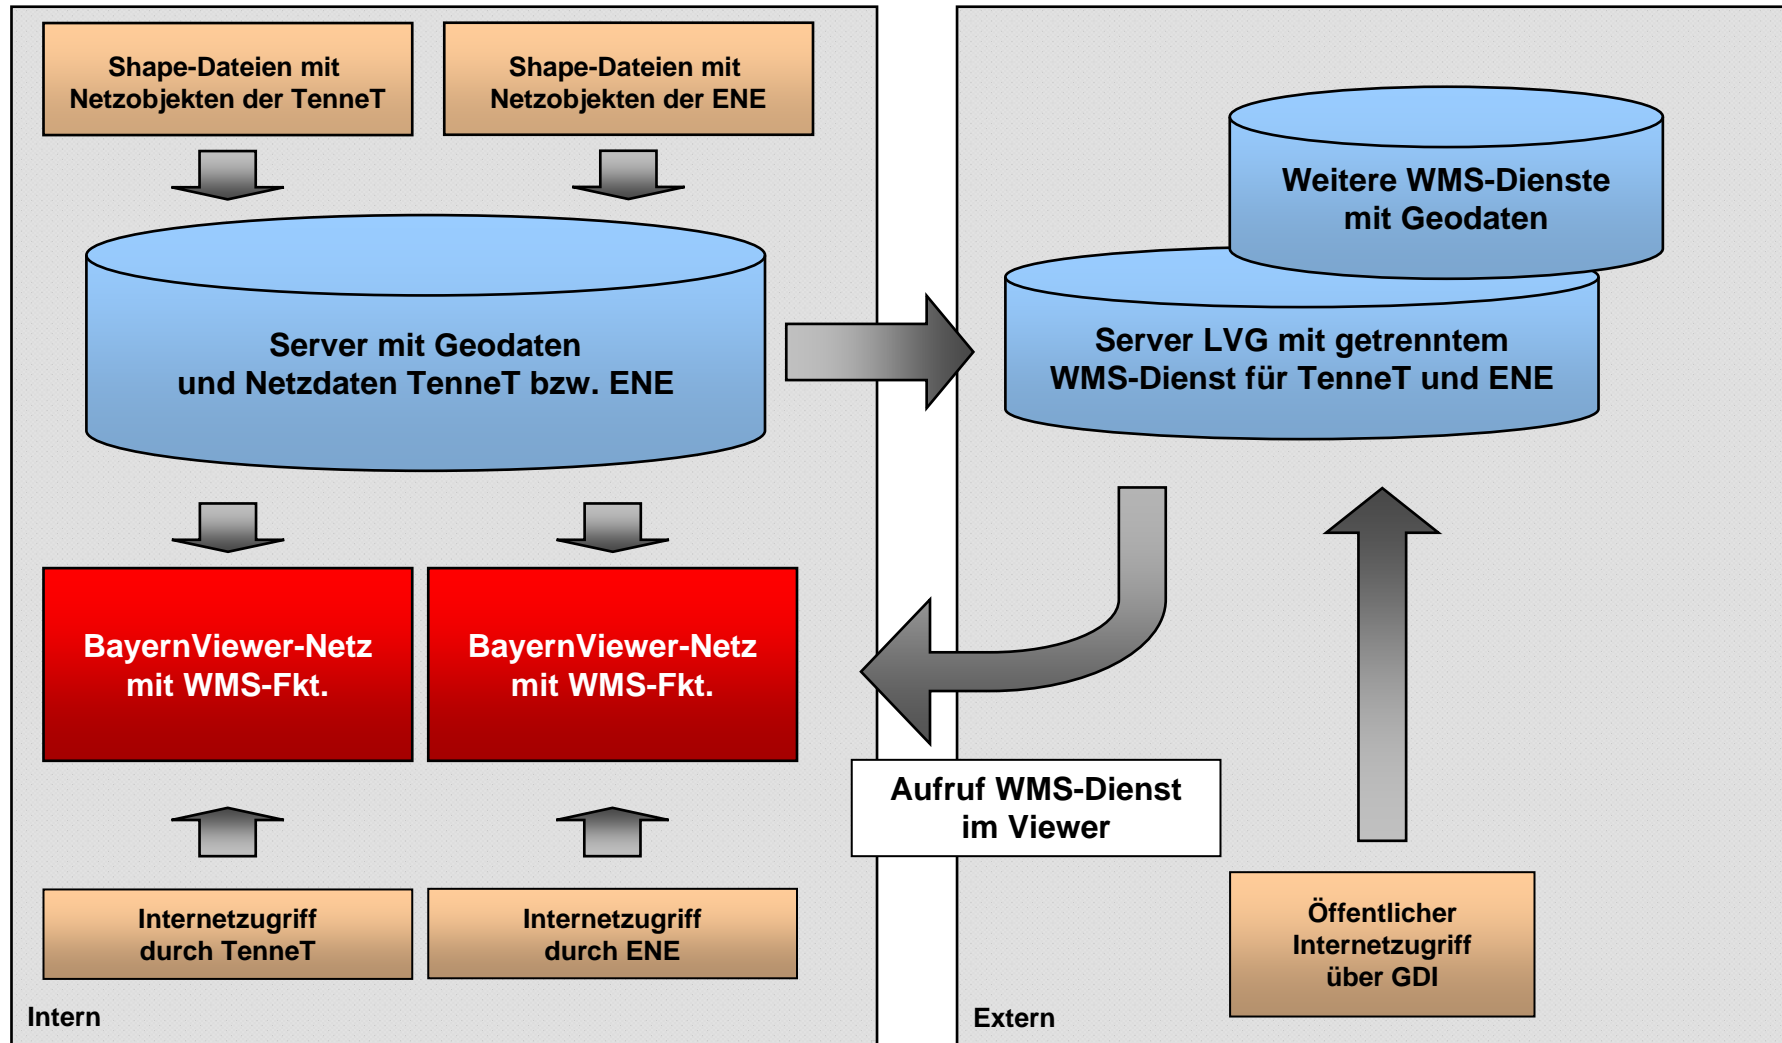 Shape-Dateien mit
Netzobjekten der TenneT
Shape-Dateien mit
Netzobjekten der ENE
Server mit Geodaten
und Netzdaten TenneT bzw. ENE
BayernViewer-Netz
mit WMS-Fkt.
BayernViewer-Netz
mit WMS-Fkt.
Internetzugriff
durch TenneT
Internetzugriff
durch ENE
Intern
Weitere WMS-Dienste
mit Geodaten
Server LVG mit getrenntem
WMS-Dienst für TenneT und ENE
Aufruf WMS-Dienst
im Viewer
Öffentlicher
Internetzugriff
über GDI
Extern